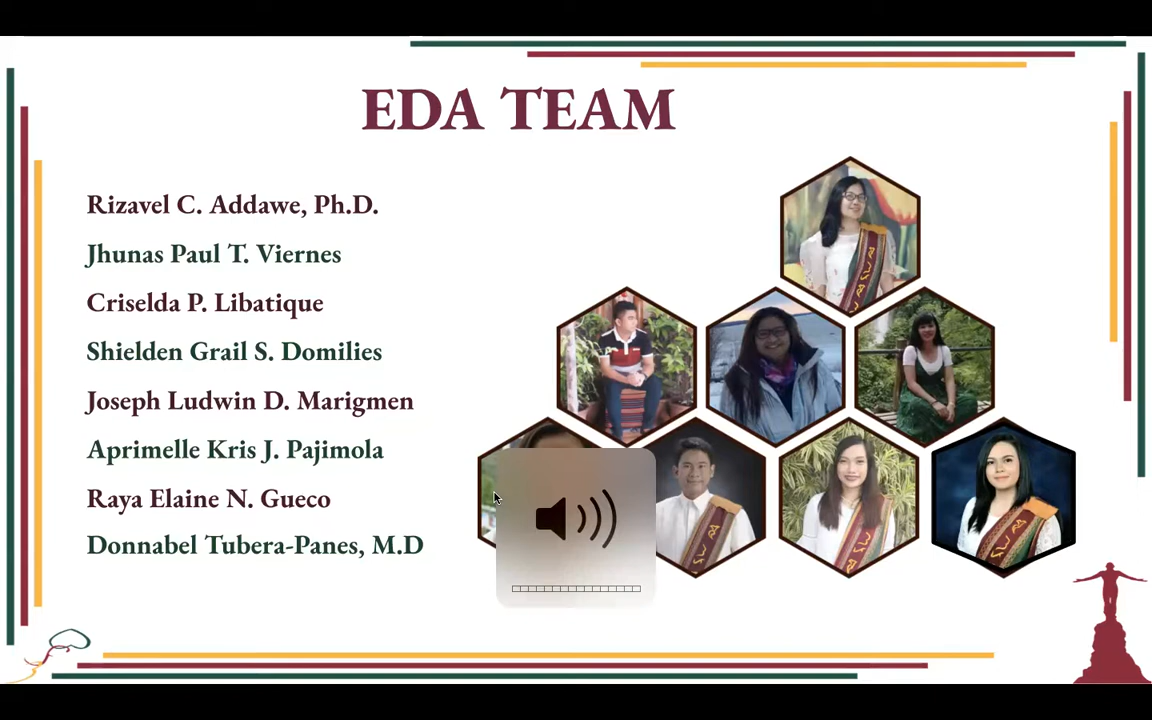 EDA TEAM
Rizavel C. Addawe, Ph.D.
Jhunas Paul T. Viernes
Criselda P. Libatique
Shielden Grail S. Domilies
Joseph Ludwin D. Marigmen
Aprimelle Kris J. Pajimola
Raya Elaine N. Gueco
Donnabel Tubera-Panes, M.D